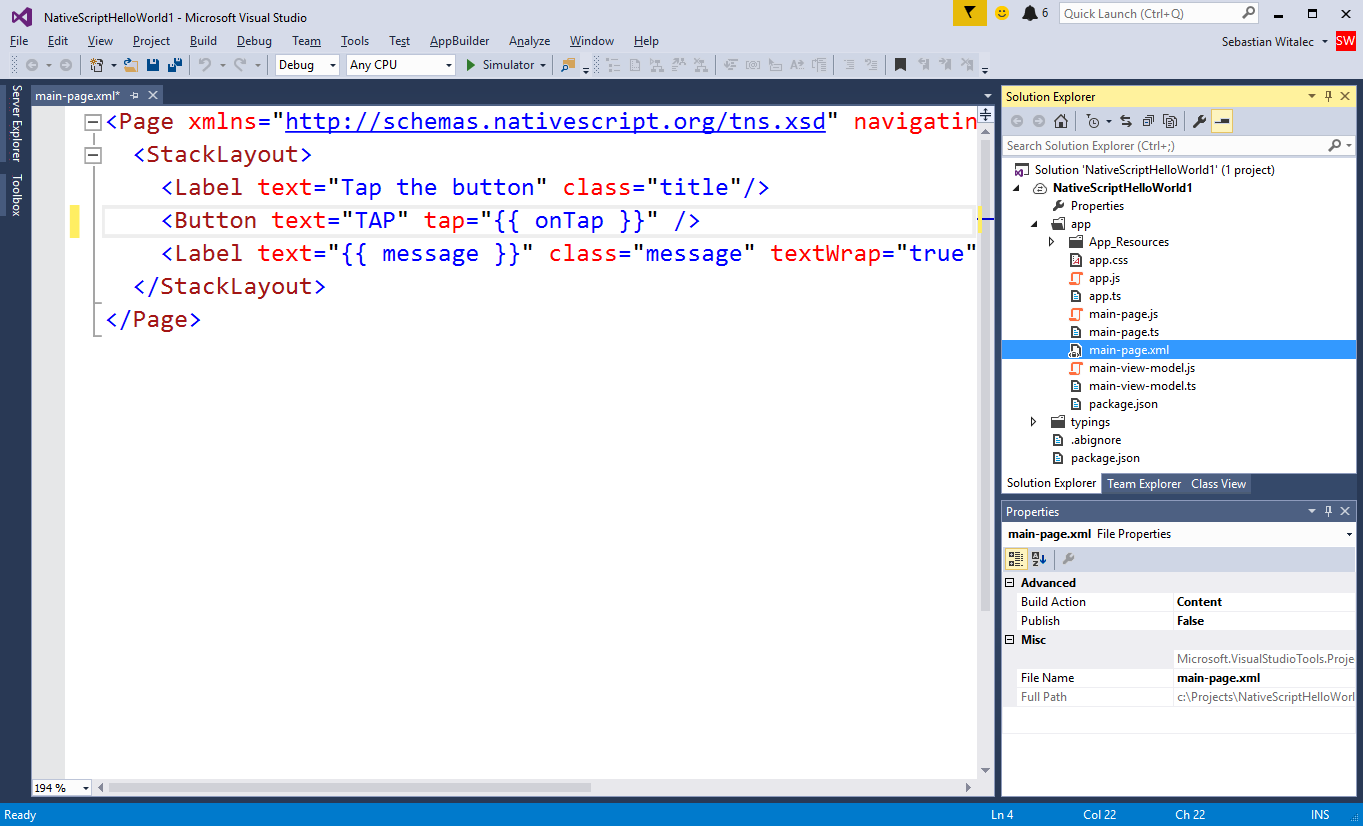 NativeScriptHelloWorld1 - Microsoft Visual Studio
6
Quick Launch (Ctrl+Q)
File Edit View Project Build Debug Team Tools Test AppBuilder Analyze Window Help
Sebastian Witalec
SW
Debug
Any CPU
Simulator
Server Explorer
Toolbox
main-page.xml*
<Page xmlns="http://schemas.nativescript.org/tns.xsd" navigatin
<StackLayout>
<Label text="Tap the button" class="title"/>
<Button text="TAP" tap="{{ onTap }}" />
<Label text="{{ message }}" class="message" textWrap="true"
</StackLayout>
</Page>
194 %
Solution Explorer
Search Solution Explorer (Ctrl+;)
Solution 'NativeScriptHelloWorld1' (1 project)
NativeScriptHelloWorld1
Properties
app
App_Resources
app.css
app.js
app.ts
main-page.js
main-page.ts
main-page.xml
main-view-model.js
main-view-model.ts
package.json
typings
.abignore
package.json
Solution Explorer Team Explorer Class View
Properties
main-page.xml File Properties
Advanced
Build Action Content
Publish False
Misc
Microsoft.VisualStudioTools.Proje
File Name main-page.xml
Full Path c:\Projects\NativeScriptHelloWorl
Ready
Ln 4
Col 22
Ch 22
INS